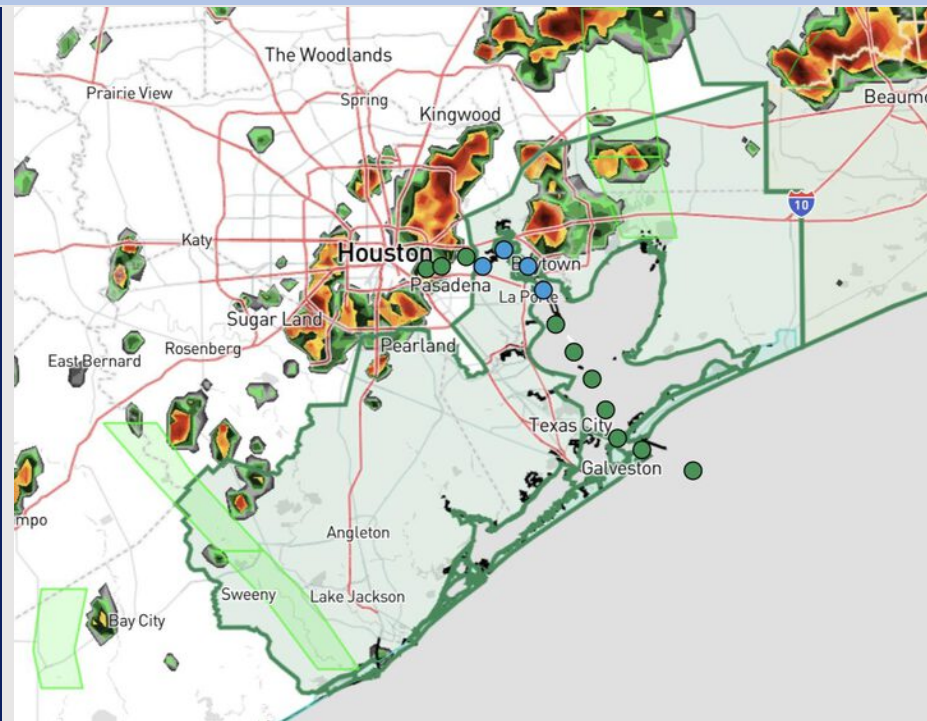 The Woodlands
Prairie View
Spring
Kingwood
Beaum
10
Katy
Houston
Baytown
Pasadena
La Porte
Sugar Land
Rosenberg
Pearland
East Bernard
Texas City
Galveston
mpo
Angleton
Sweeny
Lake Jackson
Bay City